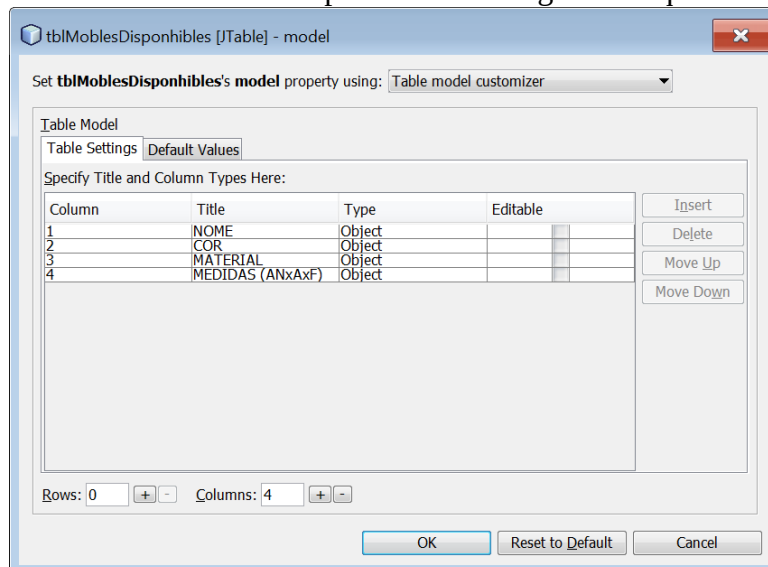 tblMoblesDisponhibles [JTable] - model
Set tblMoblesDisponhibles's model property using: Table model customizer
Table Model
Table Settings Default Values
Specify Title and Column Types Here:
Column Title Type Editable
1 NOME Object
2 COR Object
3 MATERIAL Object
4 MEDIDAS (ANxAxF) Object
Insert
Delete
Move Up
Move Down
Rows: 0 + - Columns: 4 + -
OK Reset to Default Cancel